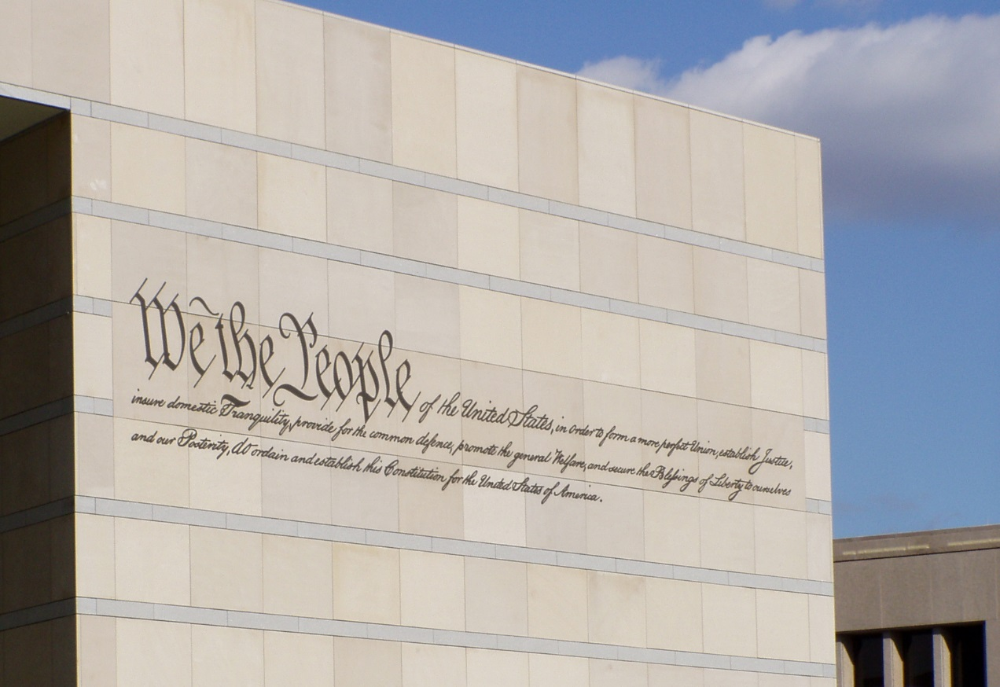 We the People of the United States, in order to form a more perfect Union, establish Justice,
insure domestic Tranquility, provide for the common defence, promote the general Welfare, and secure the Blessings of Liberty to ourselves
and our Posterity, do ordain and establish this Constitution for the United States of America.